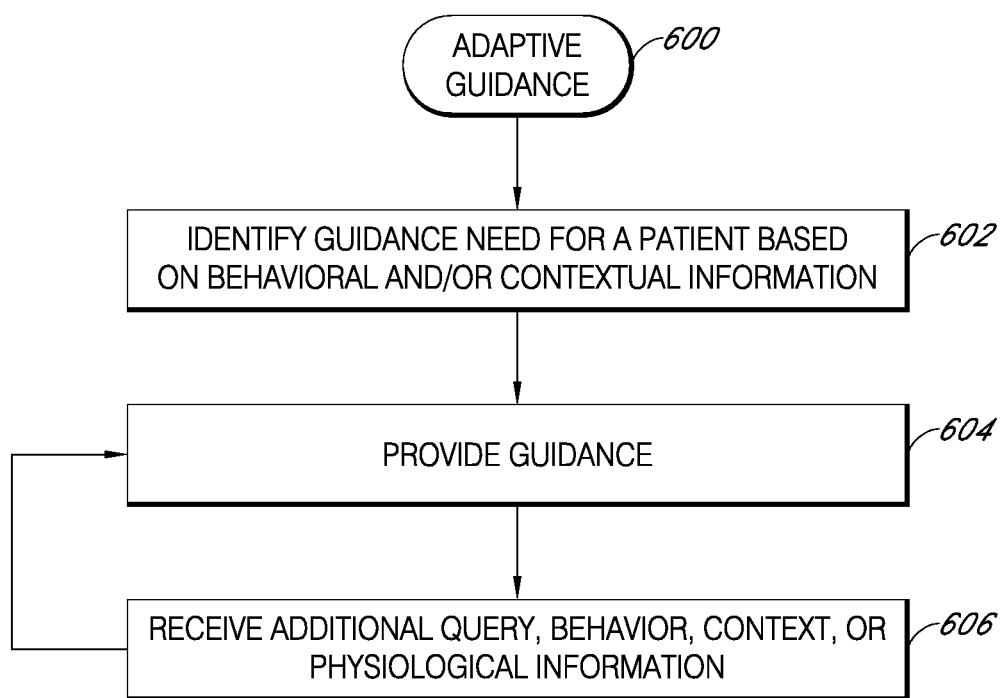 ADAPTIVE
GUIDANCE
600
IDENTIFY GUIDANCE NEED FOR A PATIENT BASED
ON BEHAVIORAL AND/OR CONTEXTUAL INFORMATION
602
PROVIDE GUIDANCE
604
RECEIVE ADDITIONAL QUERY, BEHAVIOR, CONTEXT, OR
PHYSIOLOGICAL INFORMATION
606